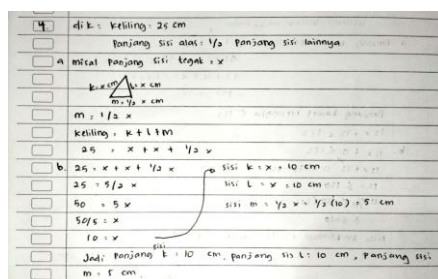 4 dik : keliling : 25 cm
Panjang sisi alas : 1/2 Panjang sisi lainnya
a misal Panjang sisi tegak = x
k = x cm L = x cm
m = 1/2 x cm
m = 1/2 x
keliling = k + l + m
25 = x + x + 1/2 x
b. 25 = x + x + 1/2 x sisi k = x = 10 cm
25 = 5/2 x sisi L = x = 10 cm
50 = 5 x sisi m = 1/2 x = 1/2 (10) = 5 cm
50/5 = x
10 = x
sisi
Jadi Panjang k = 10 cm, panjang sis L = 10 cm, Panjang sisi
m = 5 cm